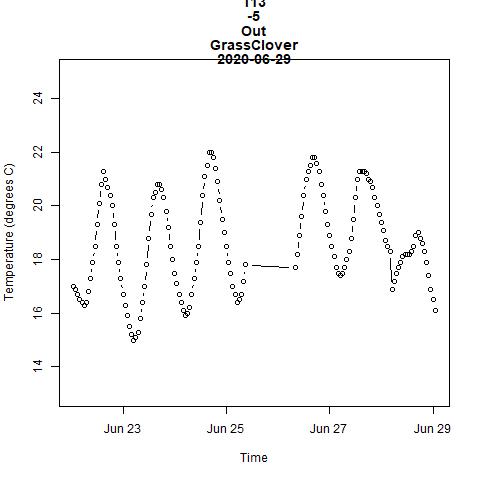 T13
-5
Out
GrassClover
2020-06-29
Temperature (degrees C)
24
22
20
18
16
14
Jun 23
Jun 25
Jun 27
Jun 29
Time